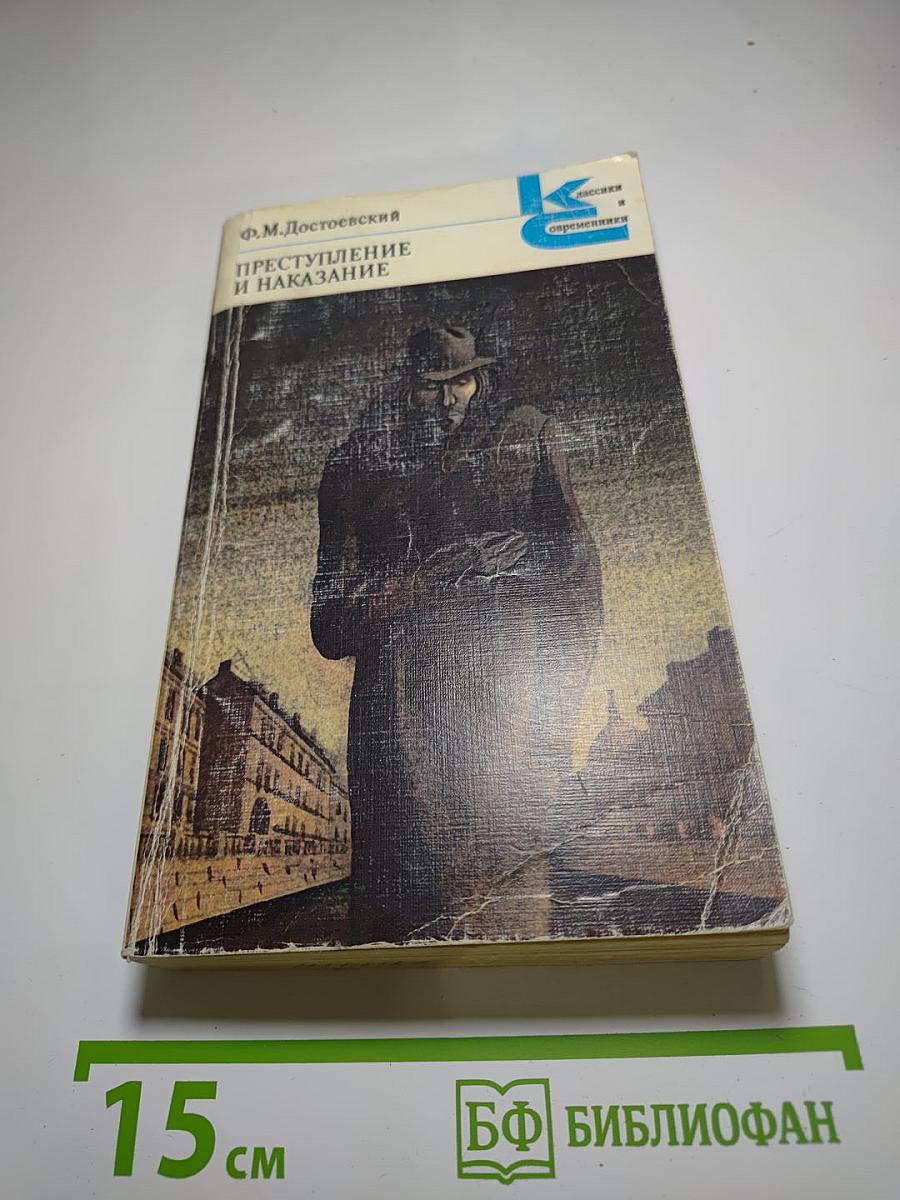 Ф.М.Достоевский
ПРЕСТУПЛЕНИЕ
И НАКАЗАНИЕ
Классики
и
Современники
15 см
БФ БИБЛИОФАН